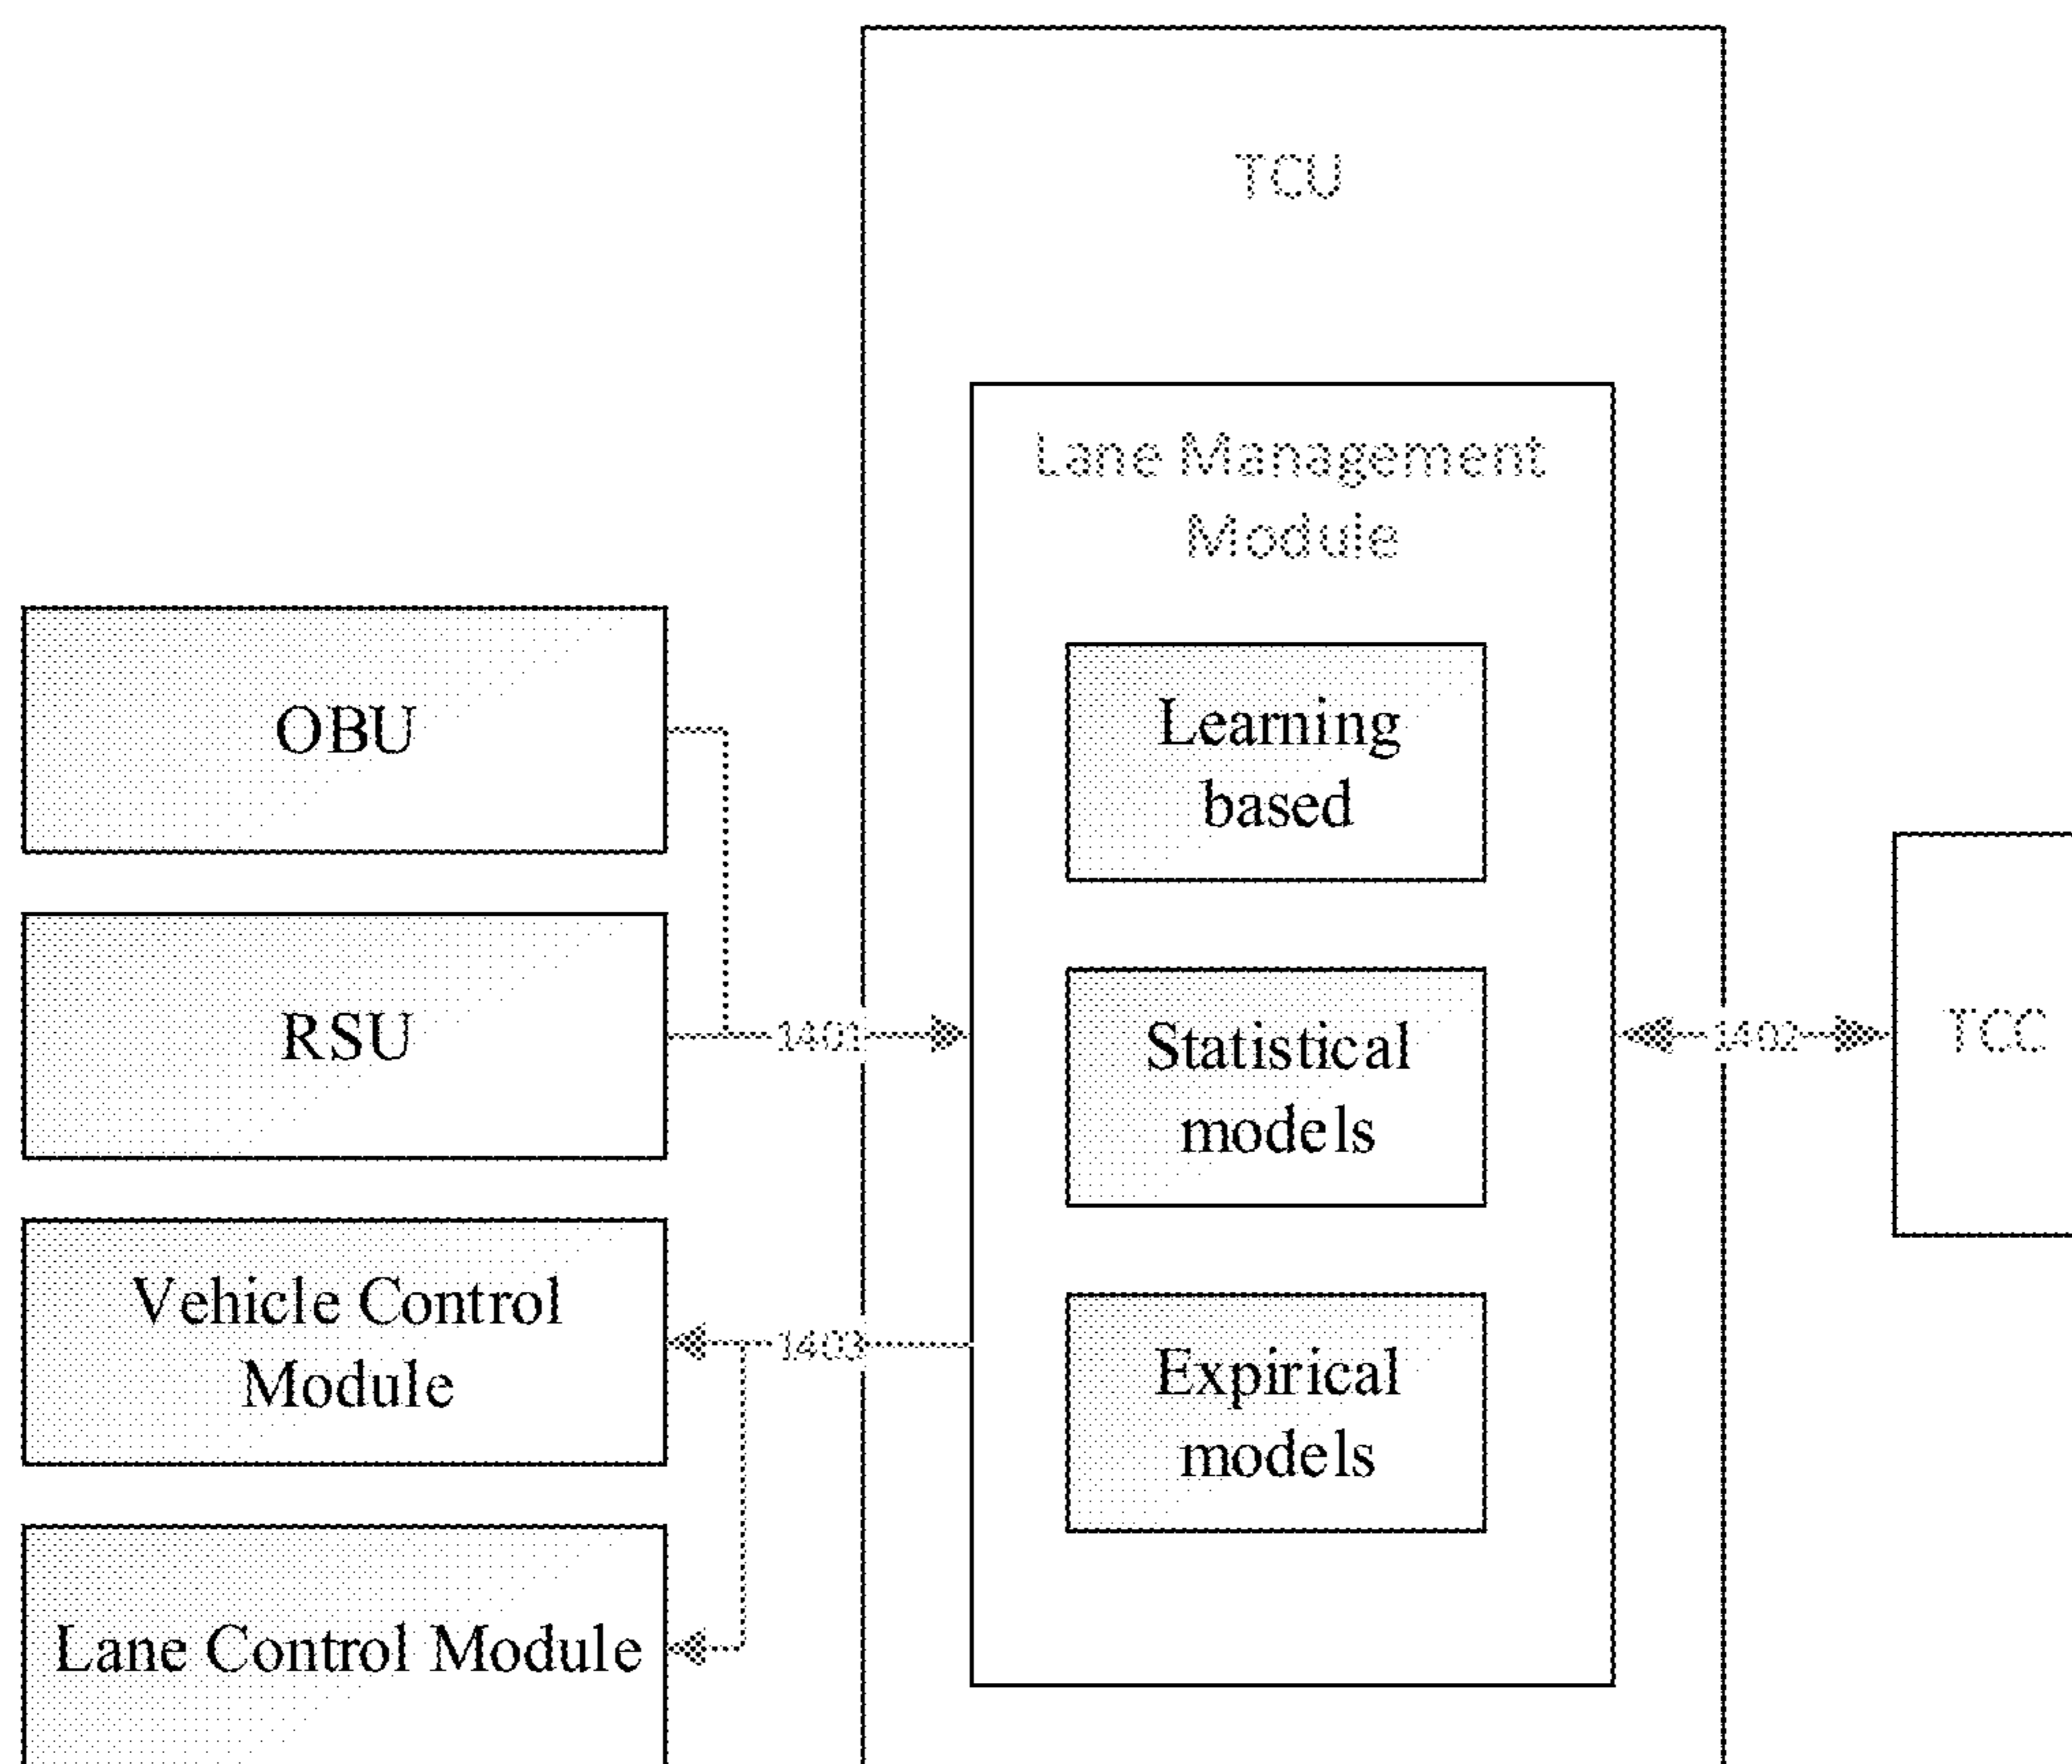 TCU
Lane Management
Module
Learning
based
OBU
Statistical
models
RSU
1401
1402
TCC
Vehicle Control
Module
1403
Expirical
models
Lane Control Module